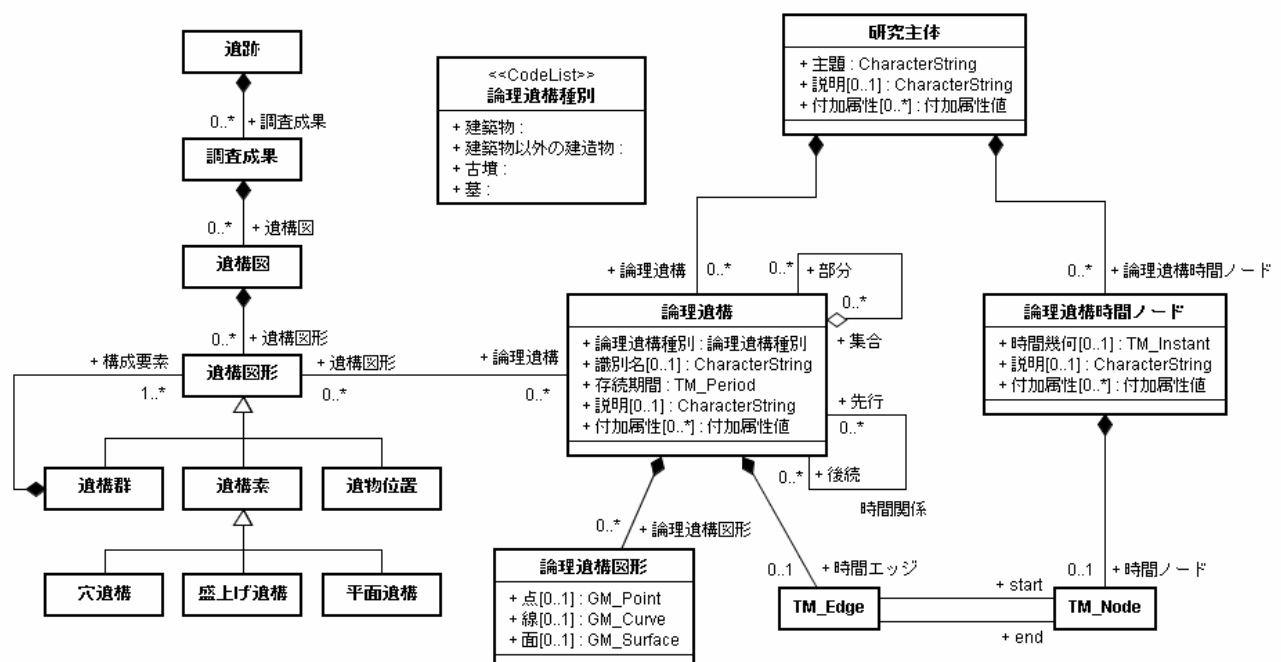 遺跡
0..* + 調査成果
調査成果
0..* + 遺構図
遺構図
0..* + 遺構図形
遺構図形
+ 構成要素
1..*
+ 遺構図形
0..*
+ 論理遺構
0..*
遺構群
遺構素
遺物位置
穴遺構
盛上げ遺構
平面遺構
<<CodeList>>
論理遺構種別
+ 建築物 :
+ 建築物以外の建造物 :
+ 古墳 :
+ 墓 :
研究主体
+ 主題 : CharacterString
+ 説明[0..1] : CharacterString
+ 付加属性[0..*] : 付加属性値
+ 論理遺構 0..*
0..* + 部分
0..*
+ 集合
論理遺構
+ 論理遺構種別 : 論理遺構種別
+ 識別名[0..1] : CharacterString
+ 存続期間 : TM_Period
+ 説明[0..1] : CharacterString
+ 付加属性[0..*] : 付加属性値
+ 先行
0..*
0..* + 後続
時間関係
0..* + 論理遺構時間ノード
論理遺構時間ノード
+ 時間幾何[0..1] : TM_Instant
+ 説明[0..1] : CharacterString
+ 付加属性[0..*] : 付加属性値
0..* + 論理遺構図形
論理遺構図形
+ 点[0..1] : GM_Point
+ 線[0..1] : GM_Curve
+ 面[0..1] : GM_Surface
0..1 + 時間エッジ
TM_Edge
+ start
+ end
0..1 + 時間ノード
TM_Node